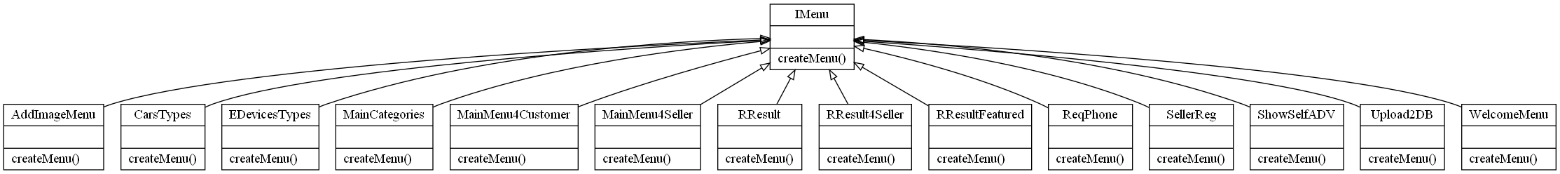 IMenu
createMenu()
AddImageMenu
createMenu()
CarsTypes
createMenu()
EDevicesTypes
createMenu()
MainCategories
createMenu()
MainMenu4Customer
createMenu()
MainMenu4Seller
createMenu()
RResult
createMenu()
RResult4Seller
createMenu()
RResultFeatured
createMenu()
ReqPhone
createMenu()
SellerReg
createMenu()
ShowSelfADV
createMenu()
Upload2DB
createMenu()
WelcomeMenu
createMenu()